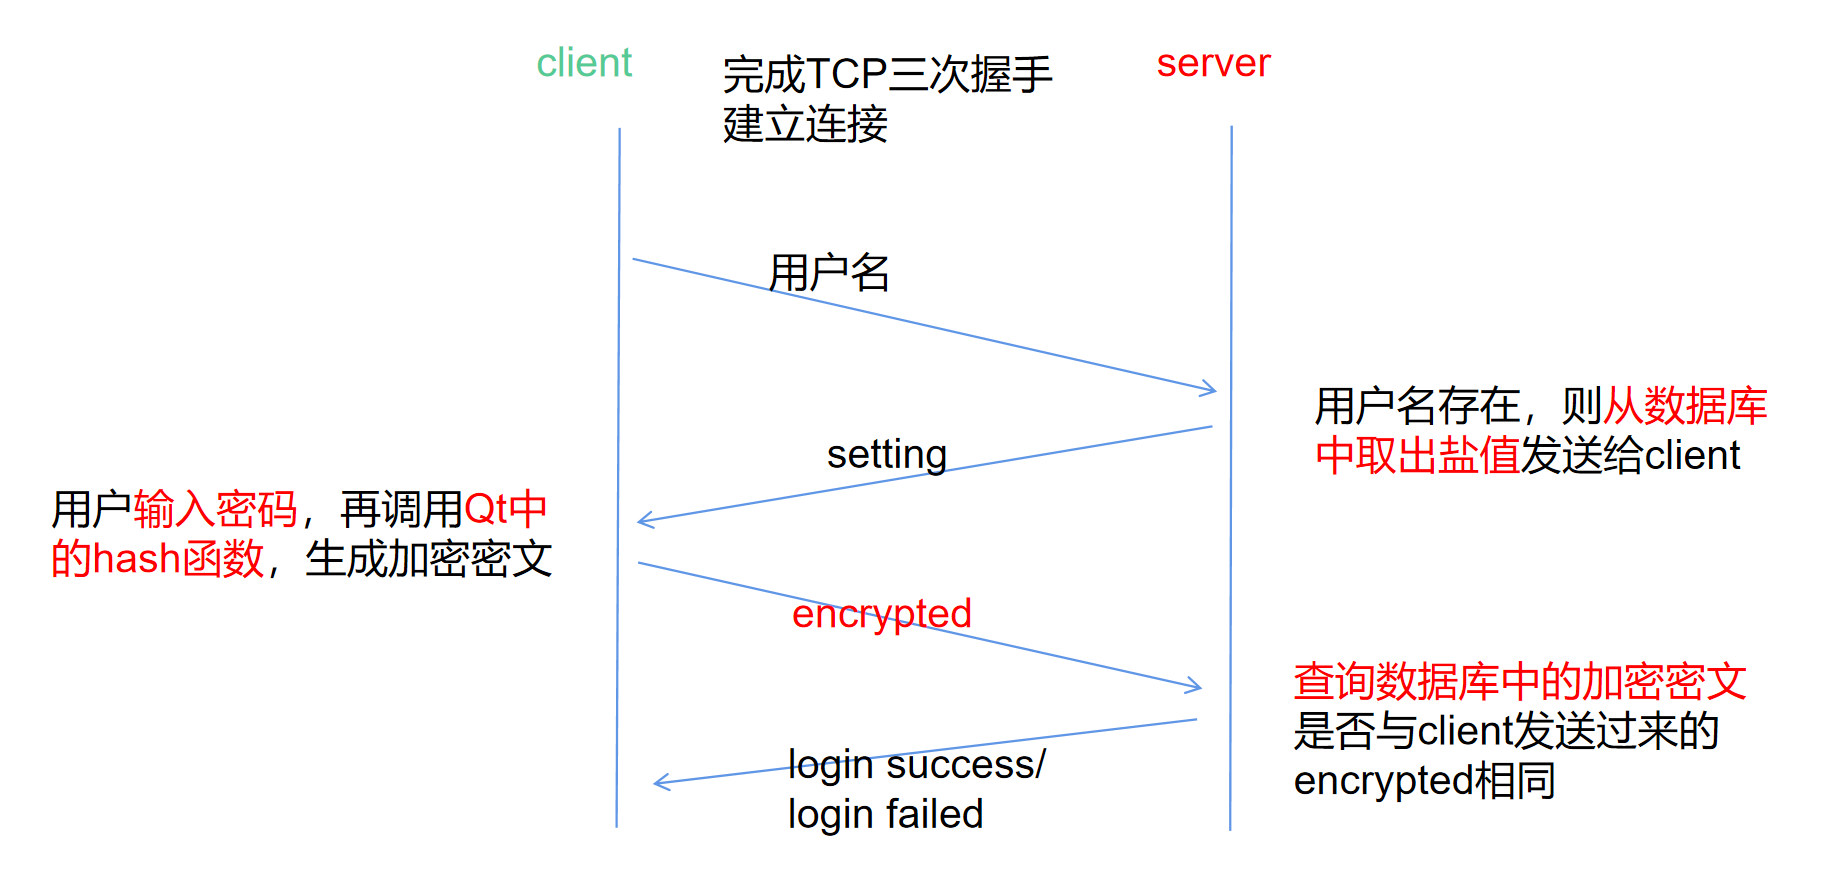 client
完成TCP三次握手
建立连接
server
用户名
用户名存在，则从数据库
中取出盐值发送给client
setting
用户输入密码，再调用Qt中
的hash函数，生成加密密文
encrypted
查询数据库中的加密密文
是否与client发送过来的
encrypted相同
login success/
login failed